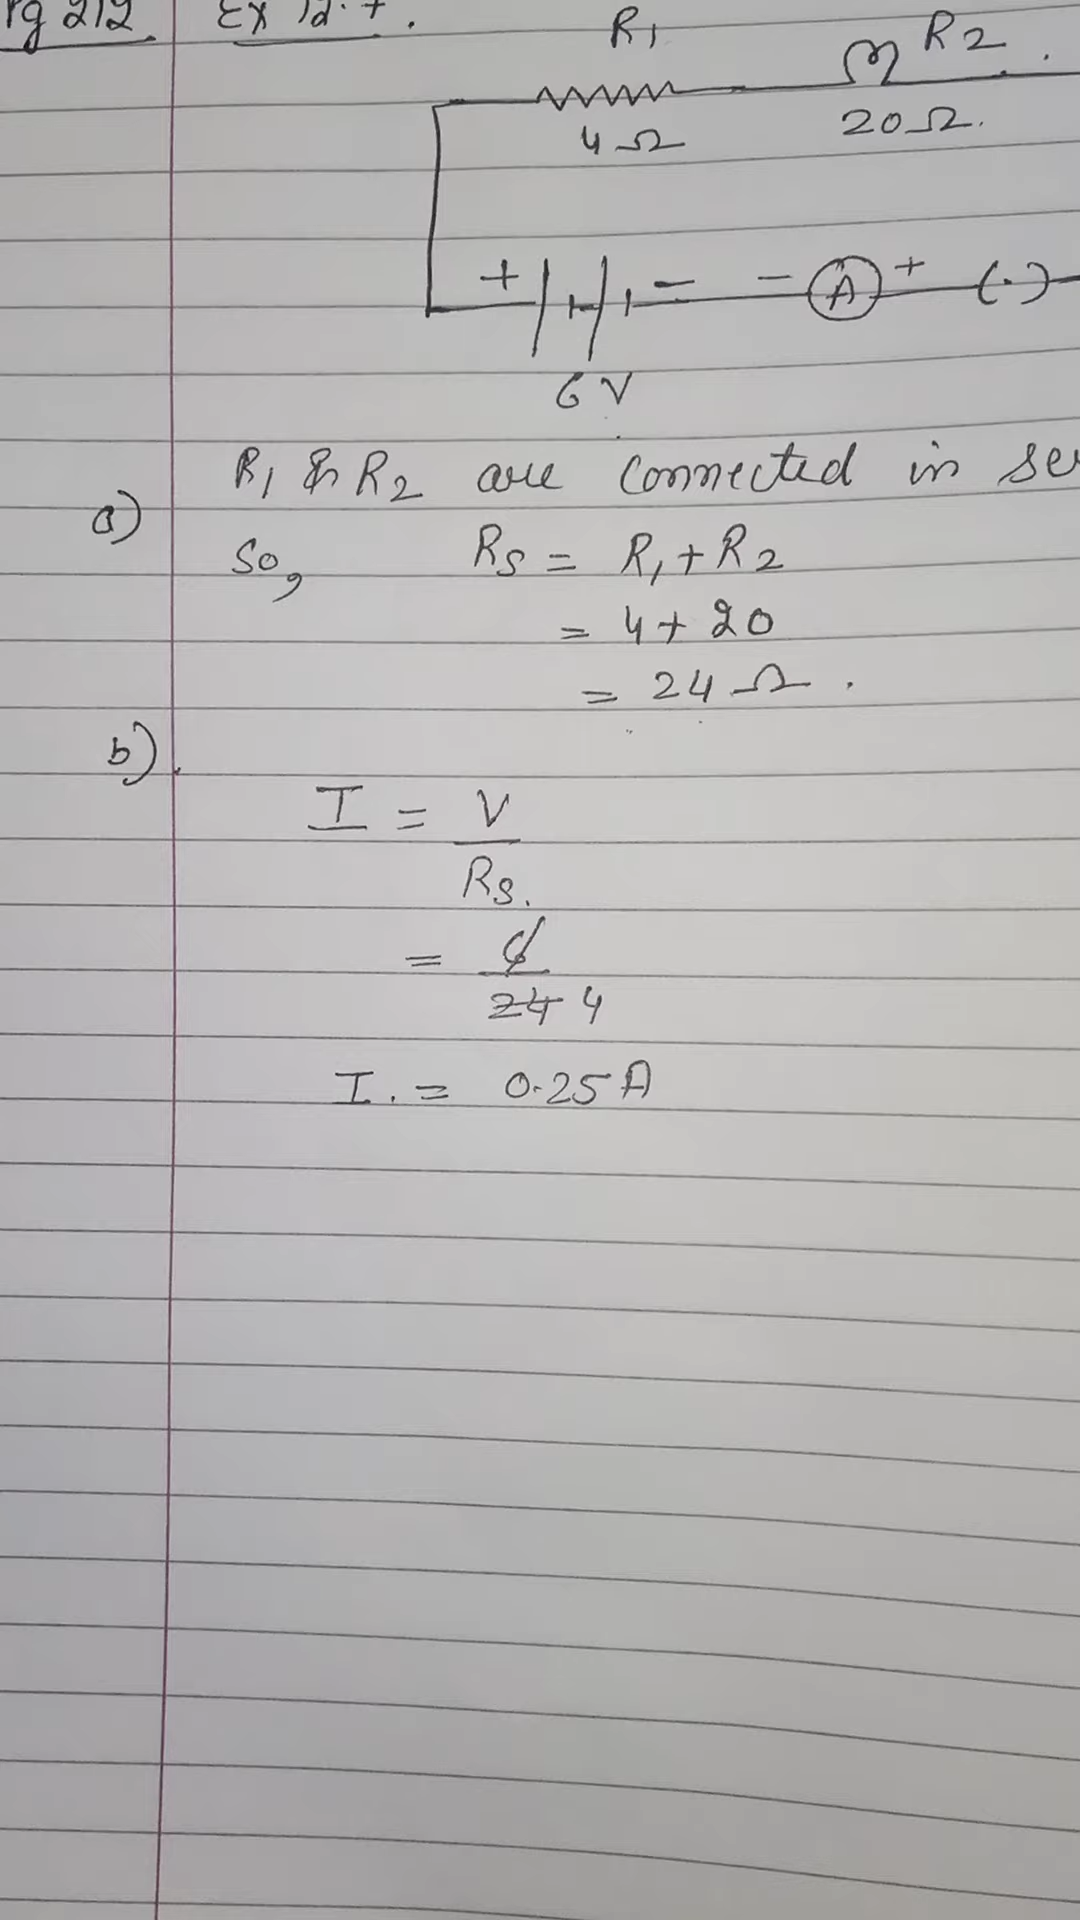 Pg 212 Ex 12.7.
R1 R2
4Ω 20Ω.
+ - - A + (·)
6V
R1 & R2 are connected in se
a)
So, Rs = R1 + R2
= 4 + 20
= 24 Ω.
b)
I = V
Rs.
= 6
24 4
I. = 0.25 A